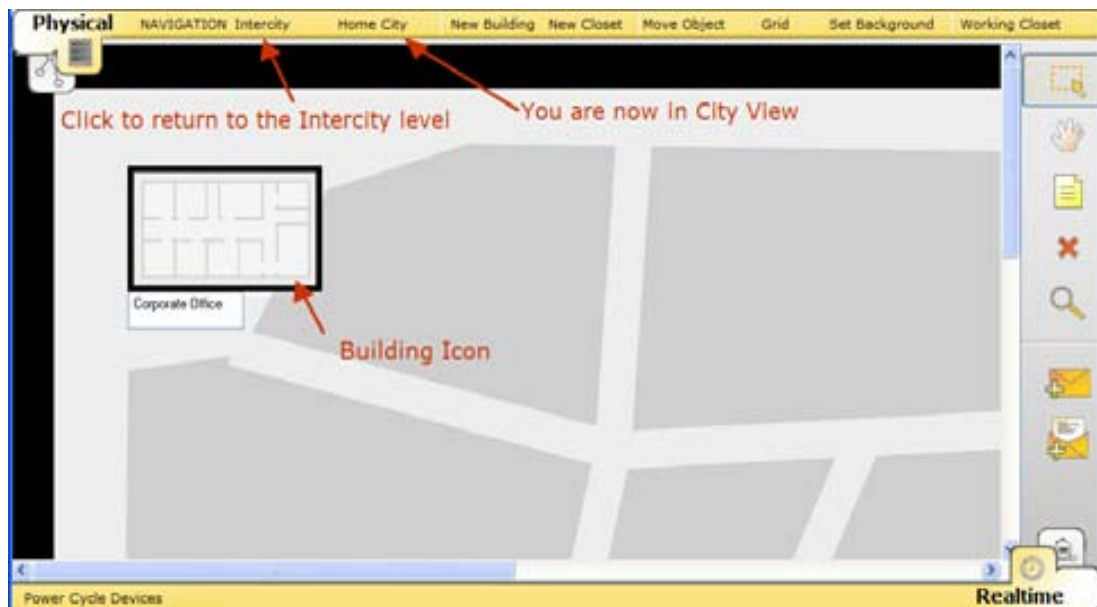 Physical NAVIGATION Intercity Home City New Building New Closet Move Object Grid Set Background Working Closet
Click to return to the Intercity level
You are now in City View
Corporate Office
Building Icon
Power Cycle Devices
Realtime